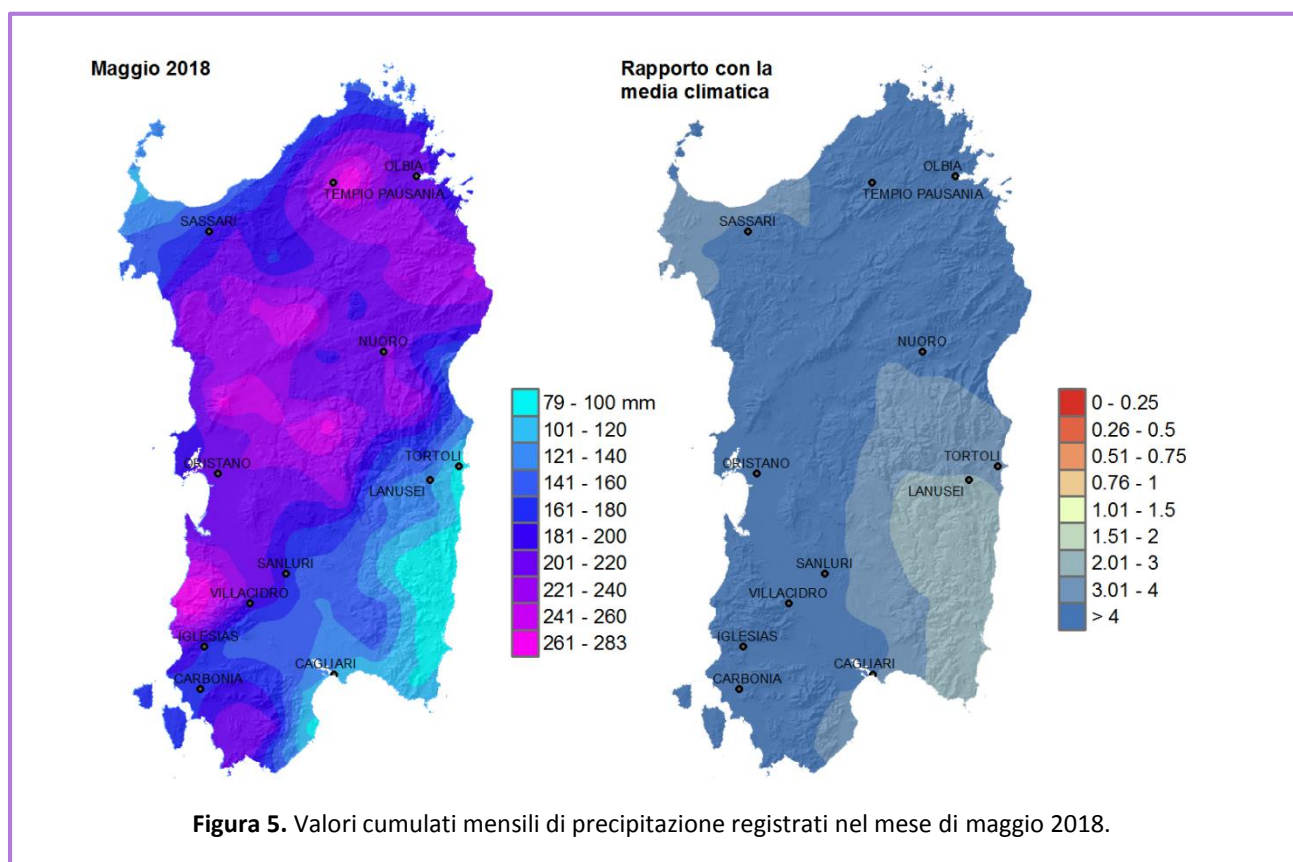 Maggio 2018
OLBIA
TEMPIO PAUSANIA
SASSARI
NUORO
TORTOLI
ORISTANO
LANUSEI
SANLURI
VILLACIDRO
IGLESIAS
CAGLIARI
CARBONIA
79 - 100 mm
101 - 120
121 - 140
141 - 160
161 - 180
181 - 200
201 - 220
221 - 240
241 - 260
261 - 283
Rapporto con la
media climatica
OLBIA
TEMPIO PAUSANIA
SASSARI
NUORO
TORTOLI
ORISTANO
LANUSEI
SANLURI
VILLACIDRO
IGLESIAS
CAGLIARI
CARBONIA
0 - 0.25
0.26 - 0.5
0.51 - 0.75
0.76 - 1
1.01 - 1.5
1.51 - 2
2.01 - 3
3.01 - 4
> 4
Figura 5. Valori cumulati mensili di precipitazione registrati nel mese di maggio 2018.